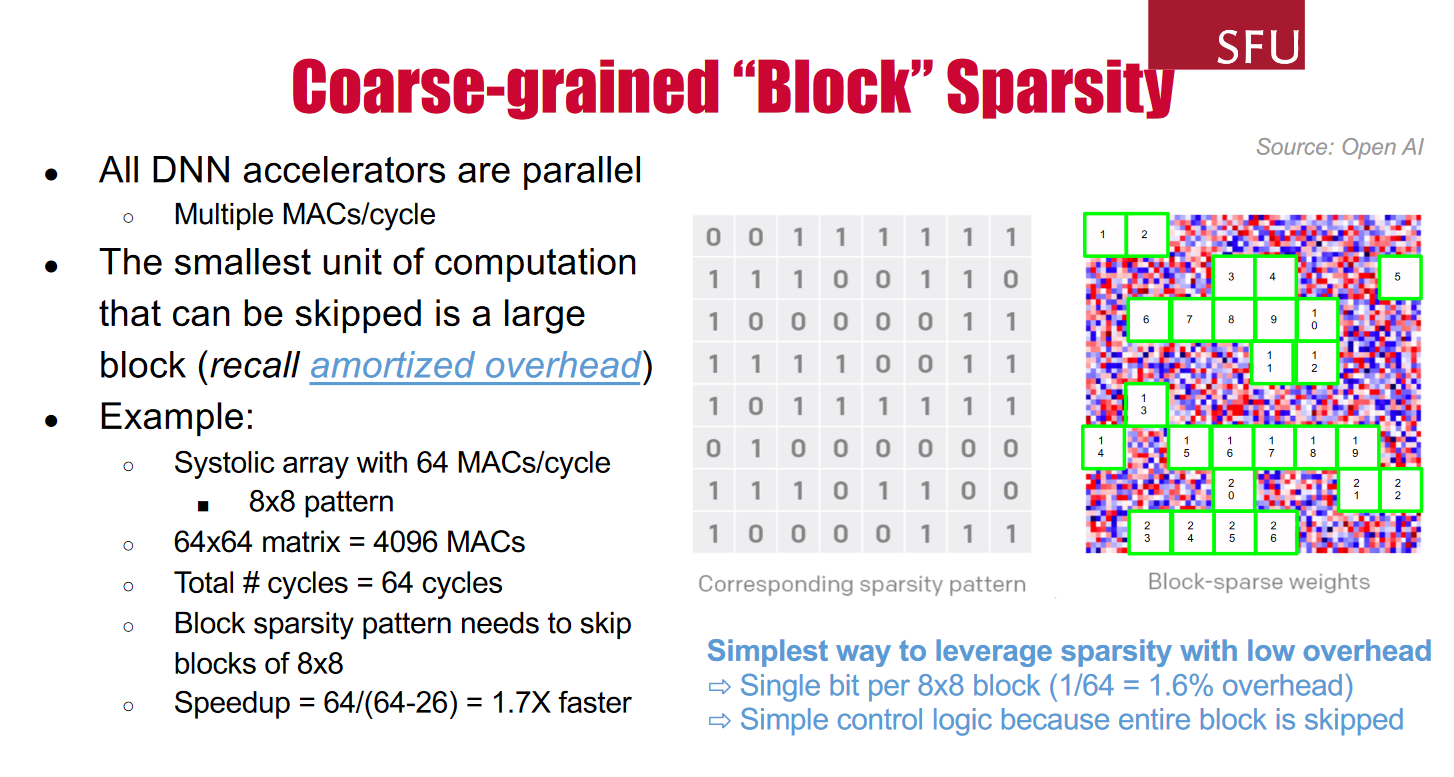 SFU
Coarse-grained “Block” Sparsity
Source: Open AI
● All DNN accelerators are parallel
○ Multiple MACs/cycle
● The smallest unit of computation
that can be skipped is a large
block (recall amortized overhead)
● Example:
○ Systolic array with 64 MACs/cycle
■ 8x8 pattern
○ 64x64 matrix = 4096 MACs
○ Total # cycles = 64 cycles
○ Block sparsity pattern needs to skip
blocks of 8x8
○ Speedup = 64/(64-26) = 1.7X faster
0 0 1 1 1 1 1 1
1 1 1 0 0 1 1 0
1 0 0 0 0 0 1 1
1 1 1 1 0 0 1 1
1 0 1 1 1 1 1 1
0 1 0 0 0 0 0 0
1 1 1 0 1 1 0 0
1 0 0 0 0 1 1 1
Corresponding sparsity pattern
1 2
3 4 5
6 7 8 9 10
11 12
13
14 15 16 17 18 19
20 21 22
23 24 25 26
Block-sparse weights
Simplest way to leverage sparsity with low overhead
⇨ Single bit per 8x8 block (1/64 = 1.6% overhead)
⇨ Simple control logic because entire block is skipped